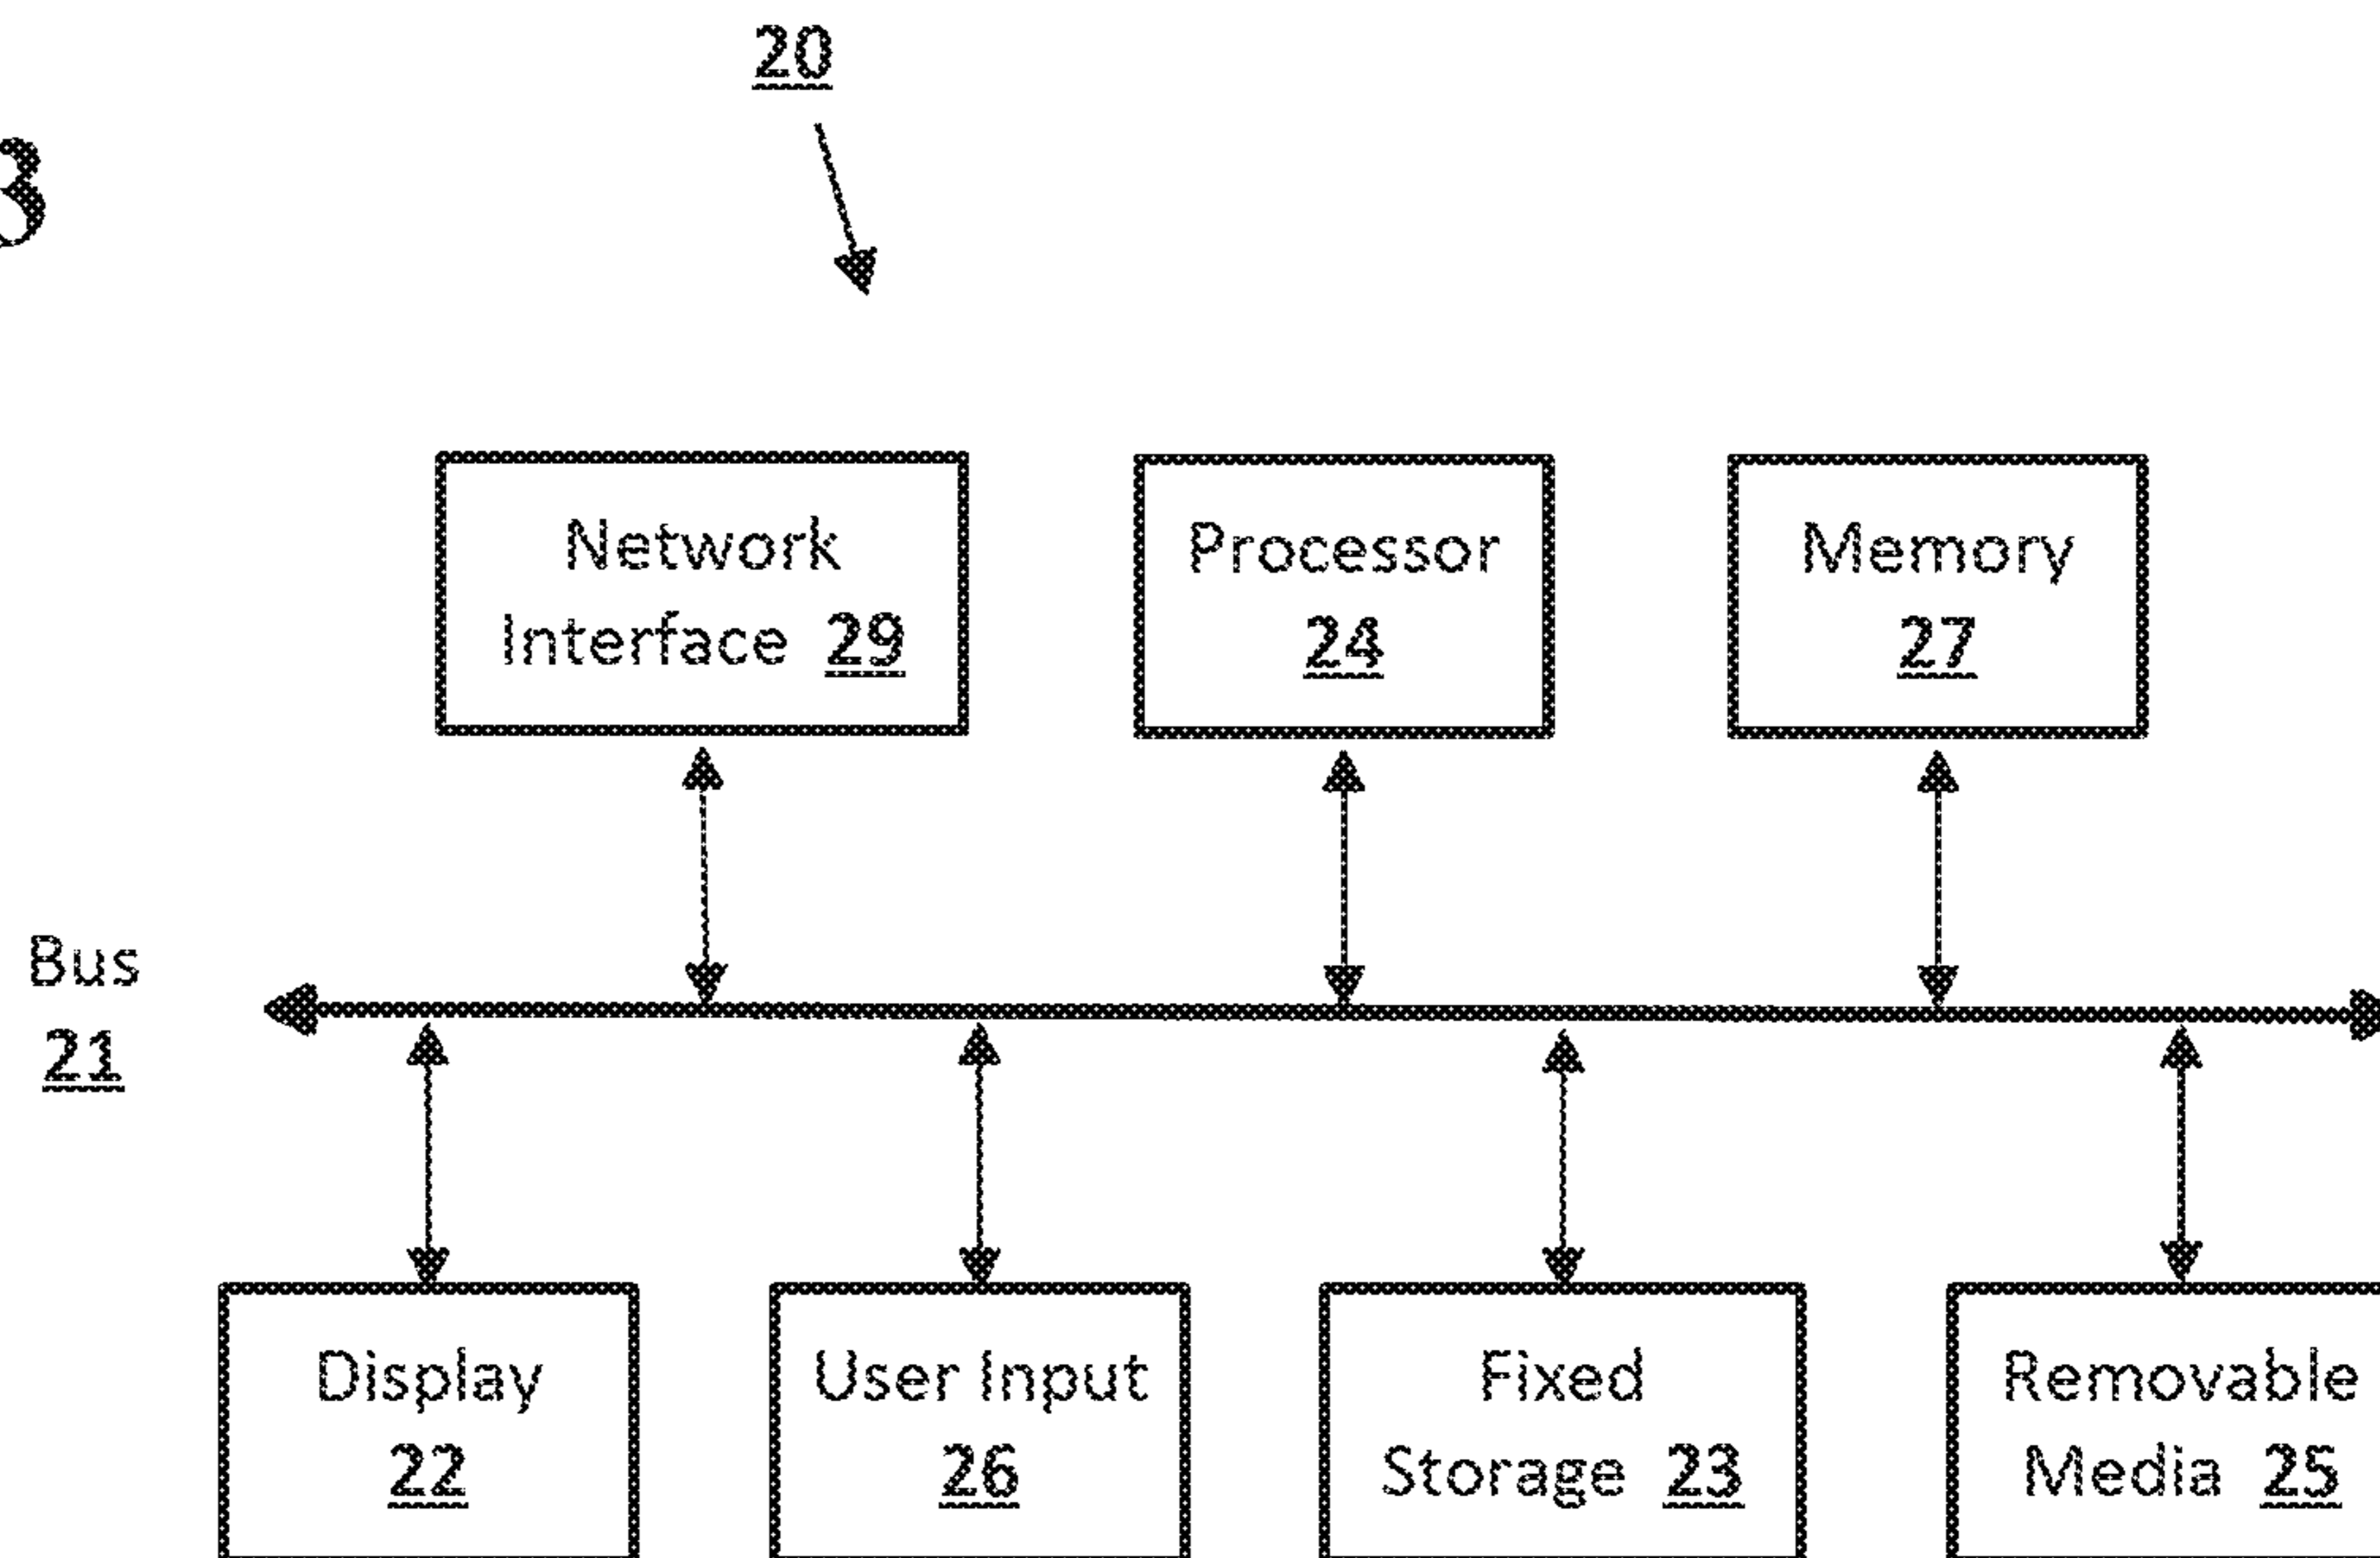 20
3
Network
Interface 29
Processor
24
Memory
27
Bus
21
Display
22
User Input
26
Fixed
Storage 23
Removable
Media 25